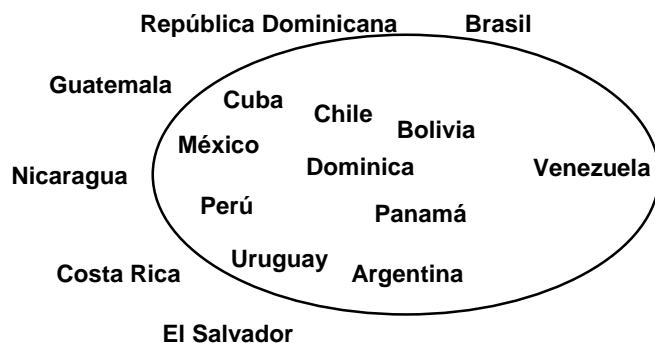 República Dominicana
Brasil
Guatemala
Cuba
Chile
Bolivia
México
Dominica
Venezuela
Nicaragua
Perú
Panamá
Uruguay
Costa Rica
Argentina
El Salvador